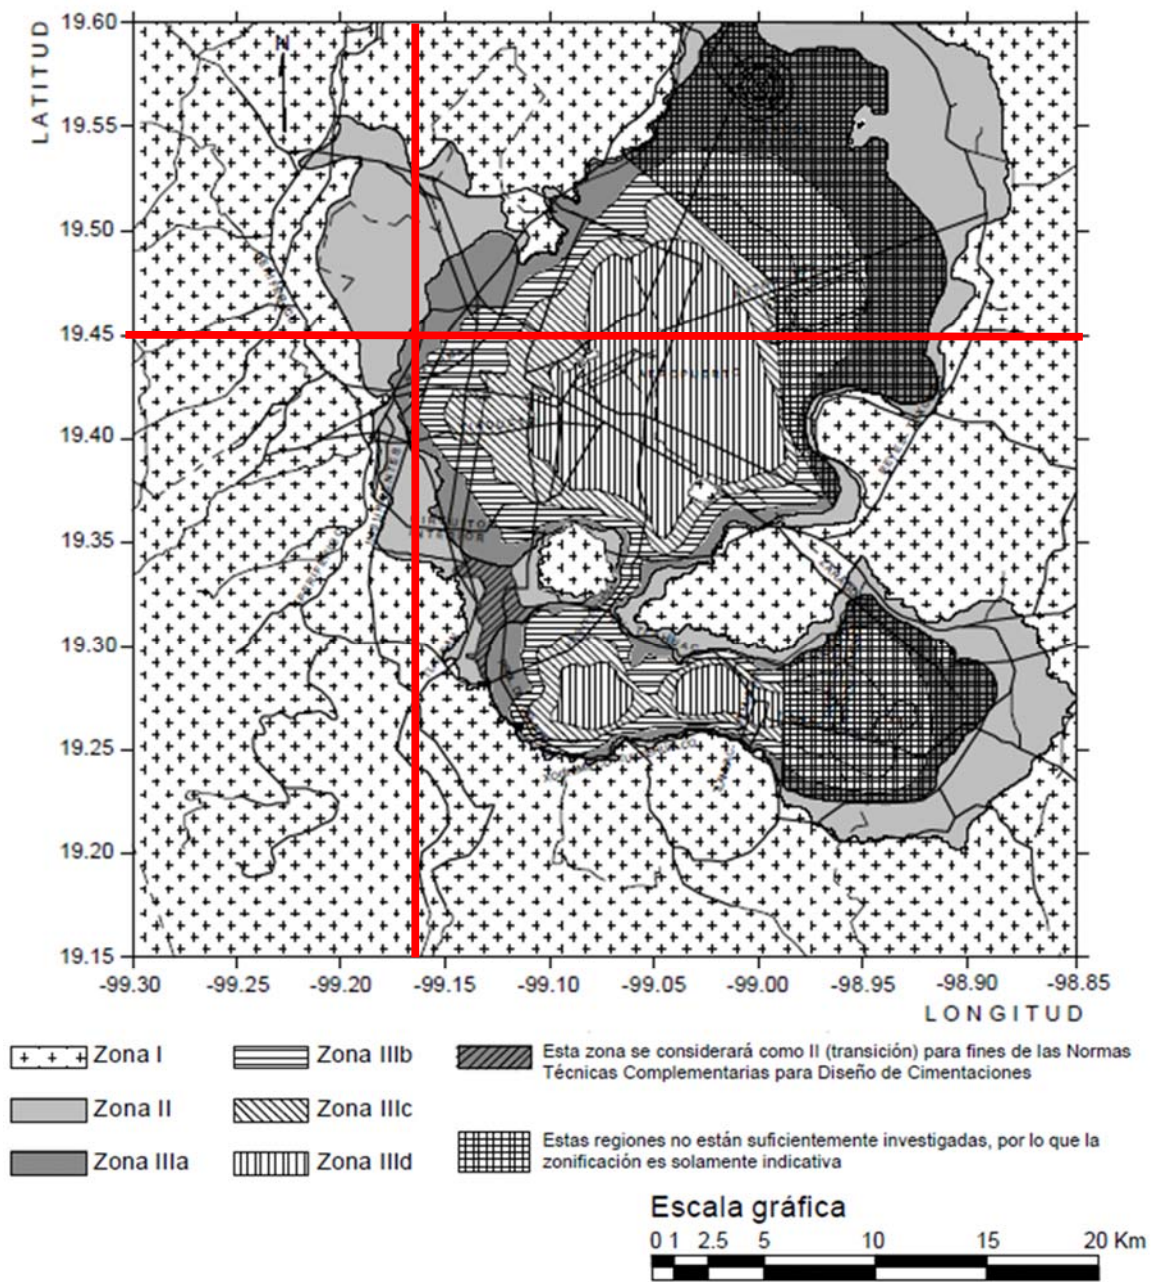 LATITUD
19.60
19.55
19.50
19.45
19.40
19.35
19.30
19.25
19.20
19.15
N
AEROPUERTO
CIRCUITO
INTERIOR
-99.30 -99.25 -99.20 -99.15 -99.10 -99.05 -99.00 -98.95 -98.90 -98.85
LONGITUD
Zona I
Zona II
Zona IIIa
Zona IIIb
Zona IIIc
Zona IIId
Esta zona se considerará como II (transición) para fines de las Normas
Técnicas Complementarias para Diseño de Cimentaciones
Estas regiones no están suficientemente investigadas, por lo que la
zonificación es solamente indicativa
Escala gráfica
0 1 2.5 5 10 15 20 Km